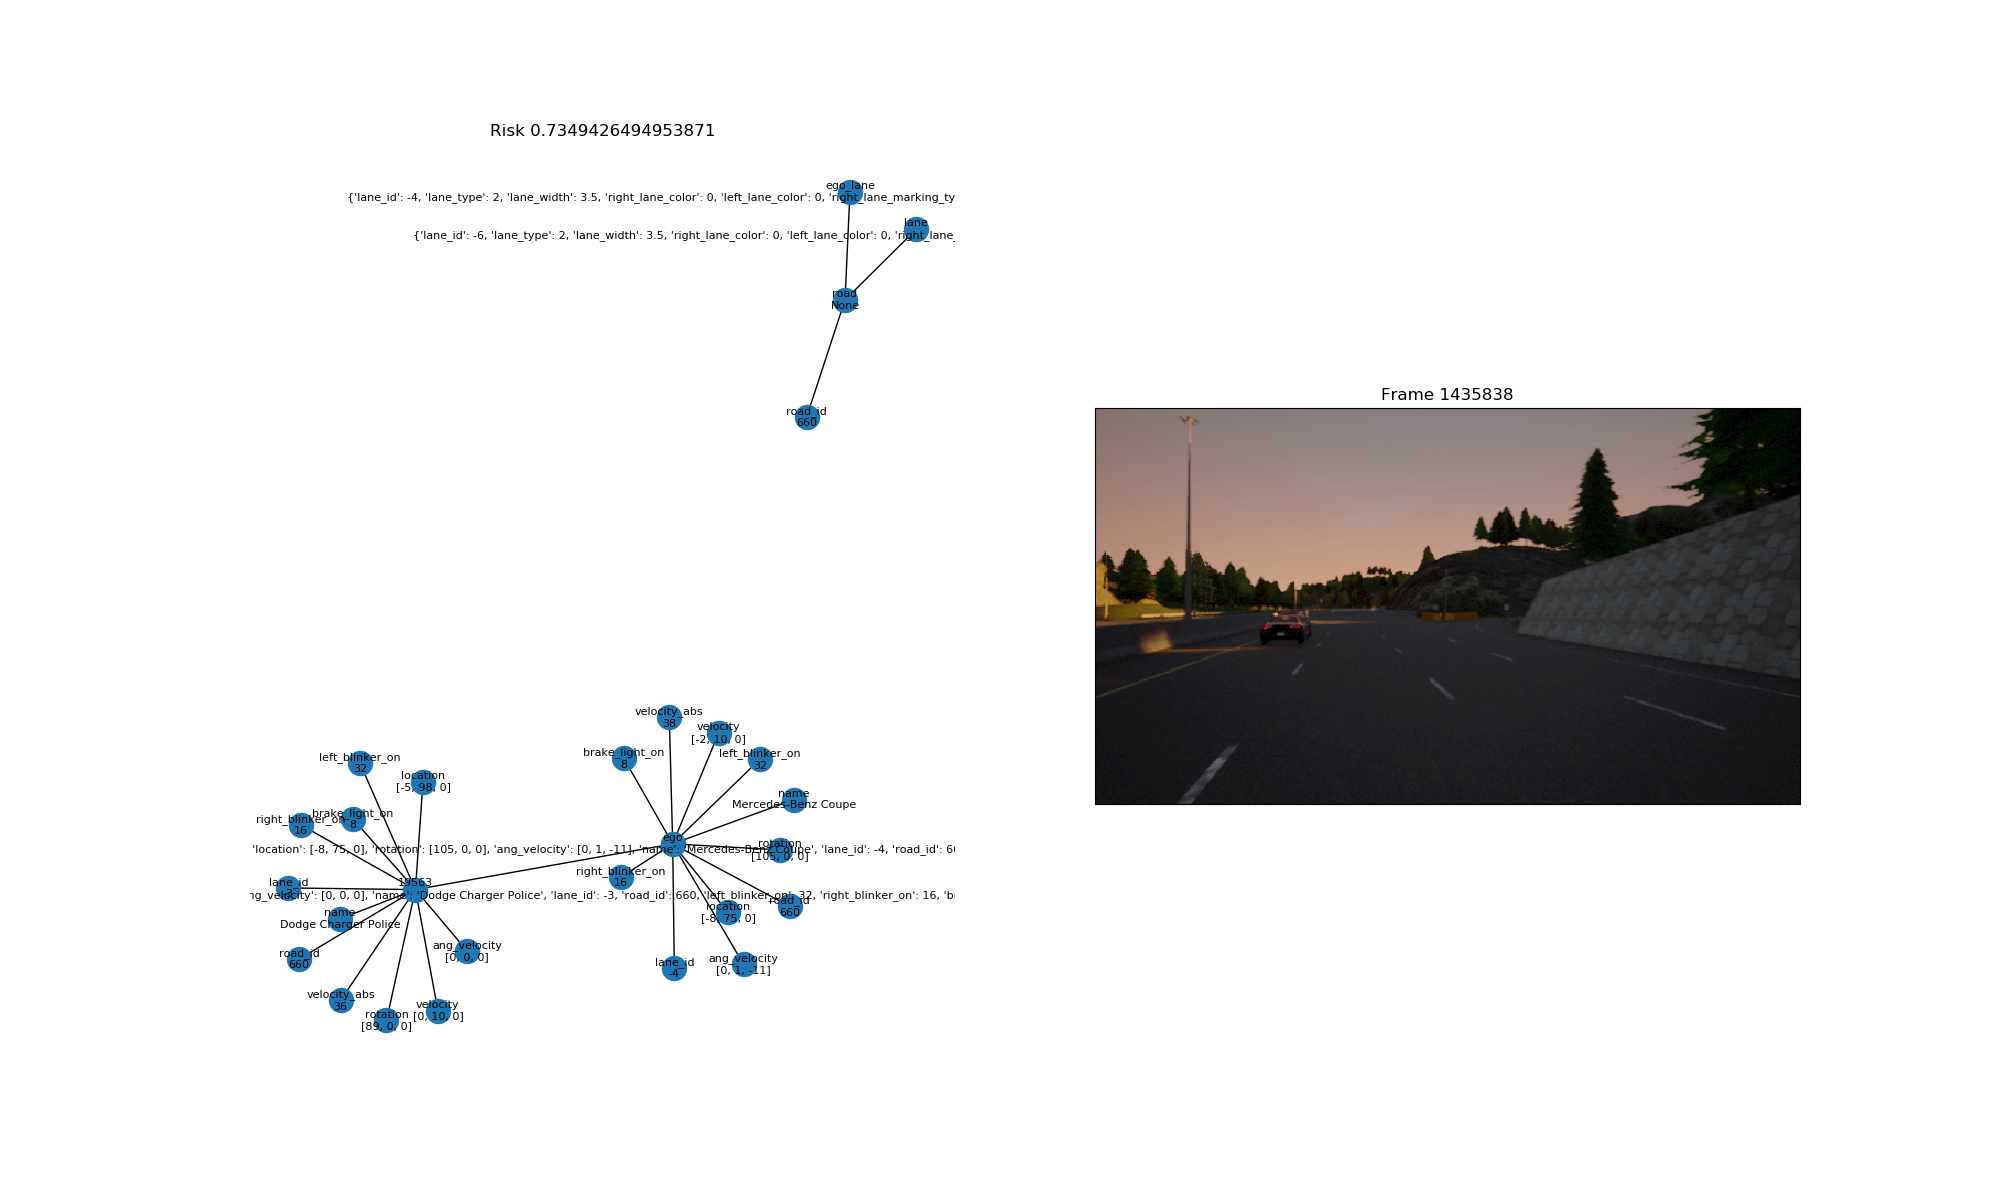 Risk 0.7349426494953871
ego_lane
{'lane_id': -4, 'lane_type': 2, 'lane_width': 3.5, 'right_lane_color': 0, 'left_lane_color': 0, 'right_lane_marking_ty
lane
{'lane_id': -6, 'lane_type': 2, 'lane_width': 3.5, 'right_lane_color': 0, 'left_lane_color': 0, 'right_lane_
road
None
road_id
660
Frame 1435838
velocity_abs
38
velocity
[-2, 10, 0]
brake_light_on
8
left_blinker_on
32
left_blinker_on
32
location
[-5, 98, 0]
name
Mercedes-Benz Coupe
brake_light_on
8
right_blinker_on
16
ego
'location': [-8, 75, 0], 'rotation': [105, 0, 0], 'ang_velocity': [0, 1, -11], 'name': 'Mercedes-Benz Coupe', 'lane_id': -4, 'road_id': 66
rotation
[105, 0, 0]
right_blinker_on
16
lane_id
-3
19563
ng_velocity': [0, 0, 0], 'name': 'Dodge Charger Police', 'lane_id': -3, 'road_id': 660, 'left_blinker_on': 32, 'right_blinker_on': 16, 'br
road_id
660
location
[-8, 75, 0]
name
Dodge Charger Police
ang_velocity
[0, 0, 0]
road_id
660
lane_id
-4
ang_velocity
[0, 1, -11]
velocity_abs
36
velocity
[0, 10, 0]
rotation
[89, 0, 0]